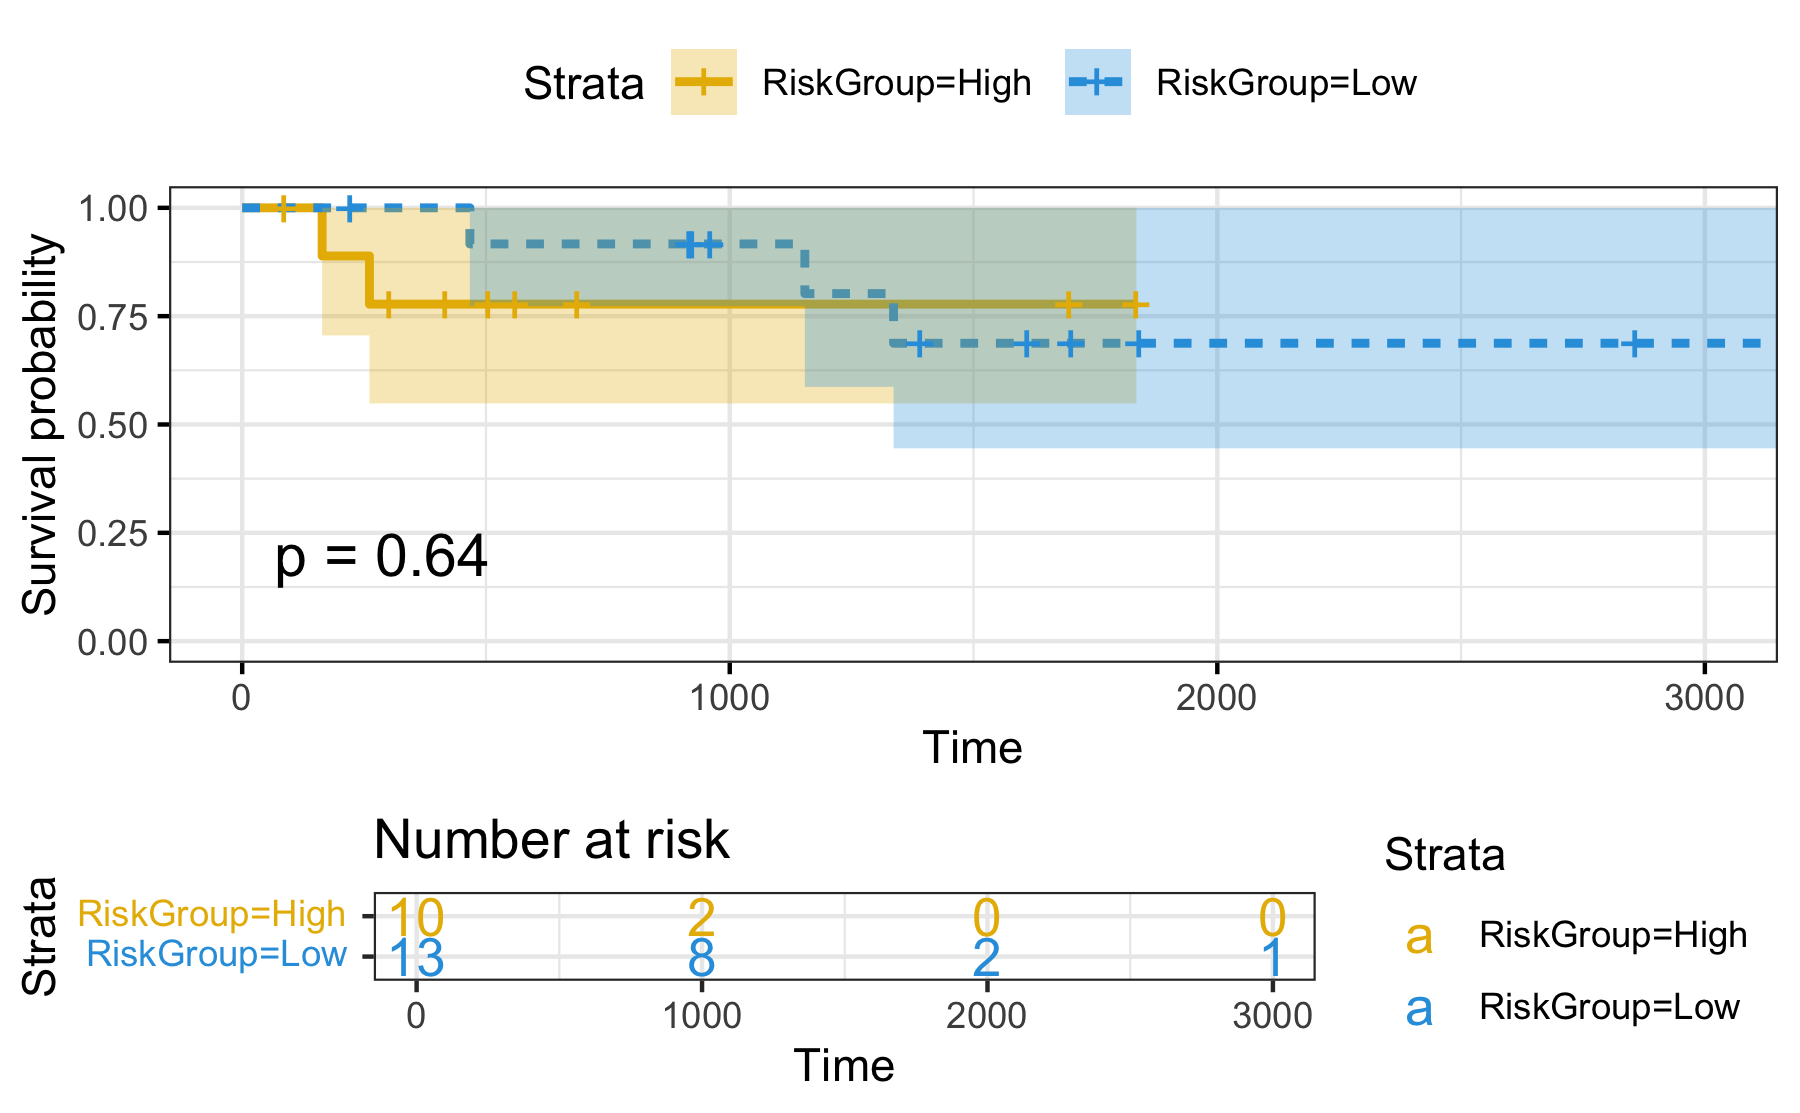 Strata RiskGroup=High RiskGroup=Low
Survival probability
1.00
0.75
0.50
0.25
0.00
p = 0.64
0 1000 2000 3000
Time
Number at risk
Strata
RiskGroup=High 10 2 0 0
RiskGroup=Low 13 8 2 1
0 1000 2000 3000
Time
Strata
a RiskGroup=High
a RiskGroup=Low